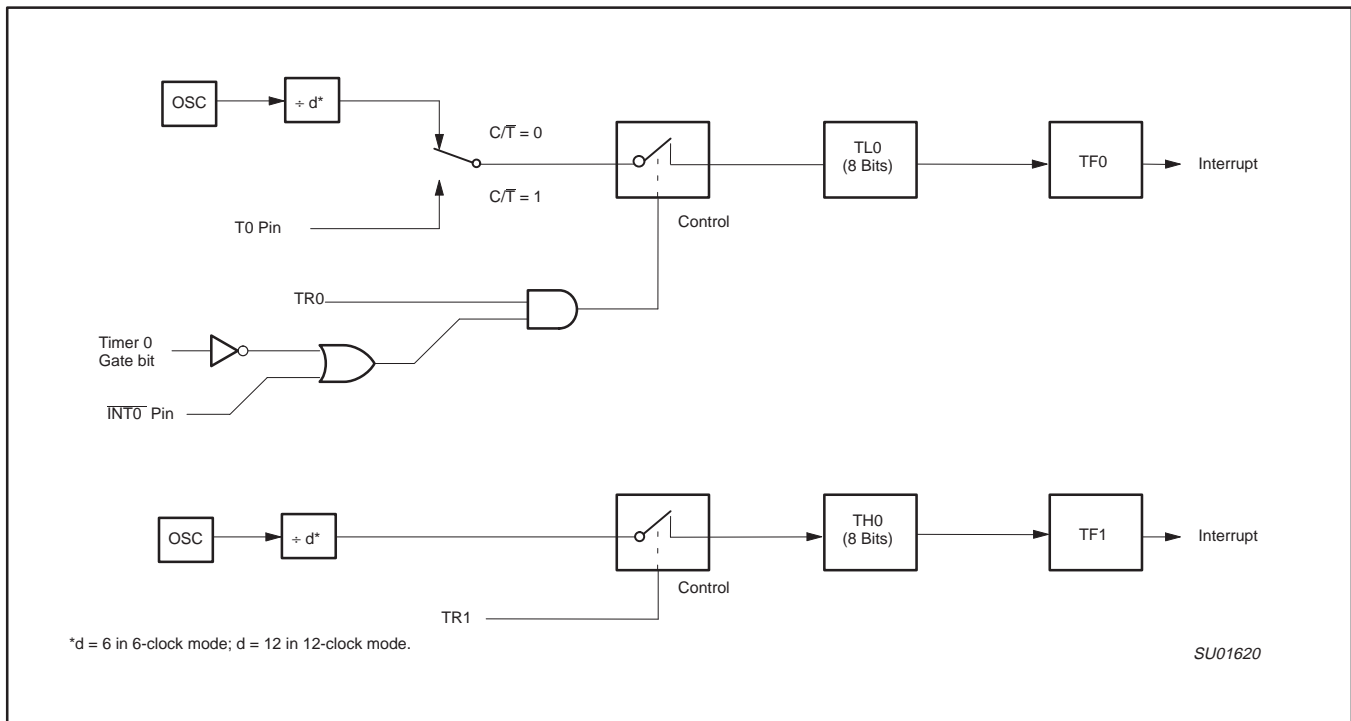 OSC
÷ d*
C/T̅ = 0
C/T̅ = 1
T0 Pin
Control
TL0
(8 Bits)
TF0
Interrupt
TR0
Timer 0
Gate bit
I̅N̅T̅0̅ Pin
OSC
÷ d*
Control
TH0
(8 Bits)
TF1
Interrupt
TR1
*d = 6 in 6-clock mode; d = 12 in 12-clock mode.
SU01620